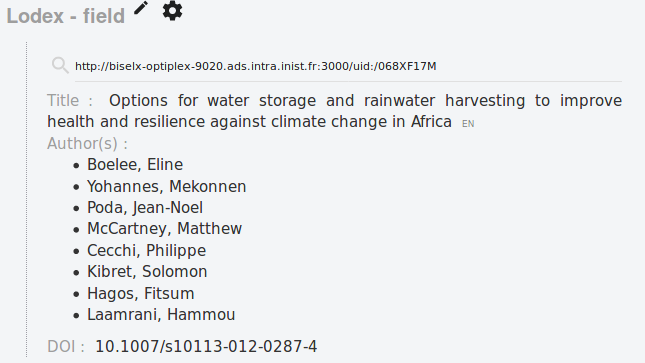 Lodex - field
http://biselx-optiplex-9020.ads.intra.inist.fr:3000/uid:/068XF17M
Title : Options for water storage and rainwater harvesting to improve
health and resilience against climate change in Africa EN
Author(s) :
• Boelee, Eline
• Yohannes, Mekonnen
• Poda, Jean-Noel
• McCartney, Matthew
• Cecchi, Philippe
• Kibret, Solomon
• Hagos, Fitsum
• Laamrani, Hammou
DOI : 10.1007/s10113-012-0287-4